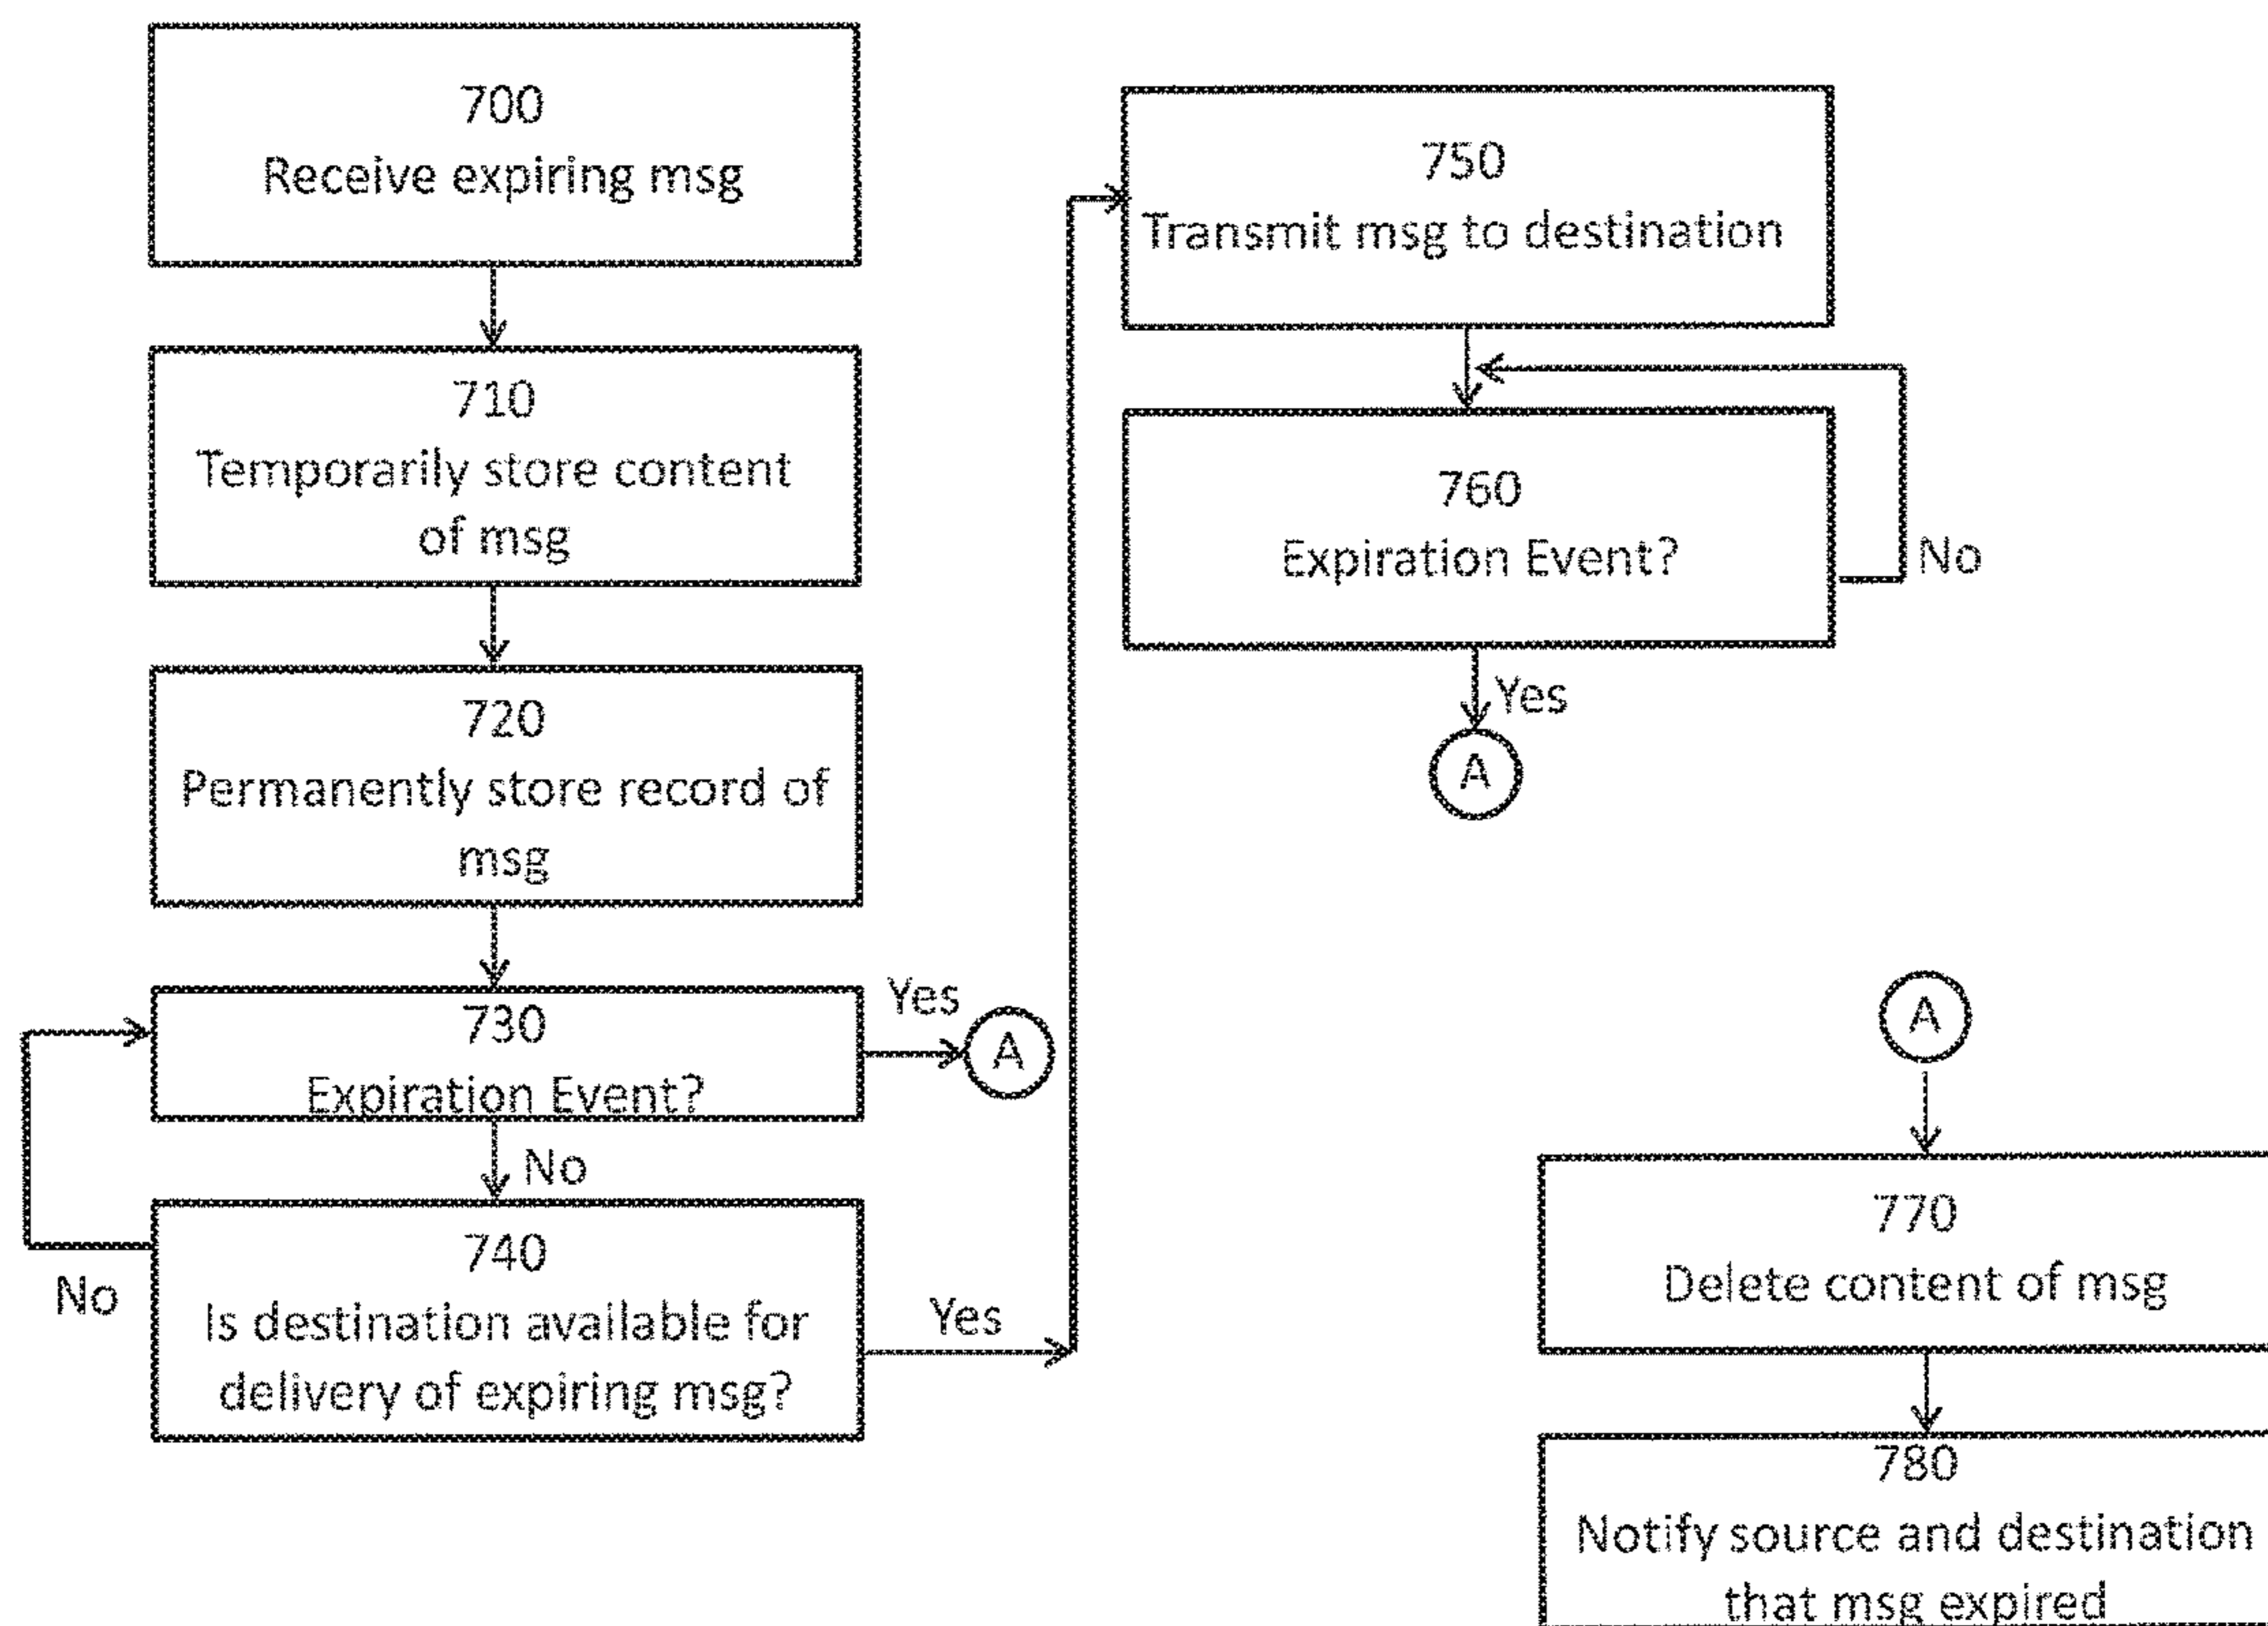 700
Receive expiring msg
710
Temporarily store content
of msg
720
Permanently store record of
msg
730
Expiration Event?
Yes
A
No
740
Is destination available for
delivery of expiring msg?
No
Yes
750
Transmit msg to destination
760
Expiration Event?
No
Yes
A
A
770
Delete content of msg
780
Notify source and destination
that msg expired